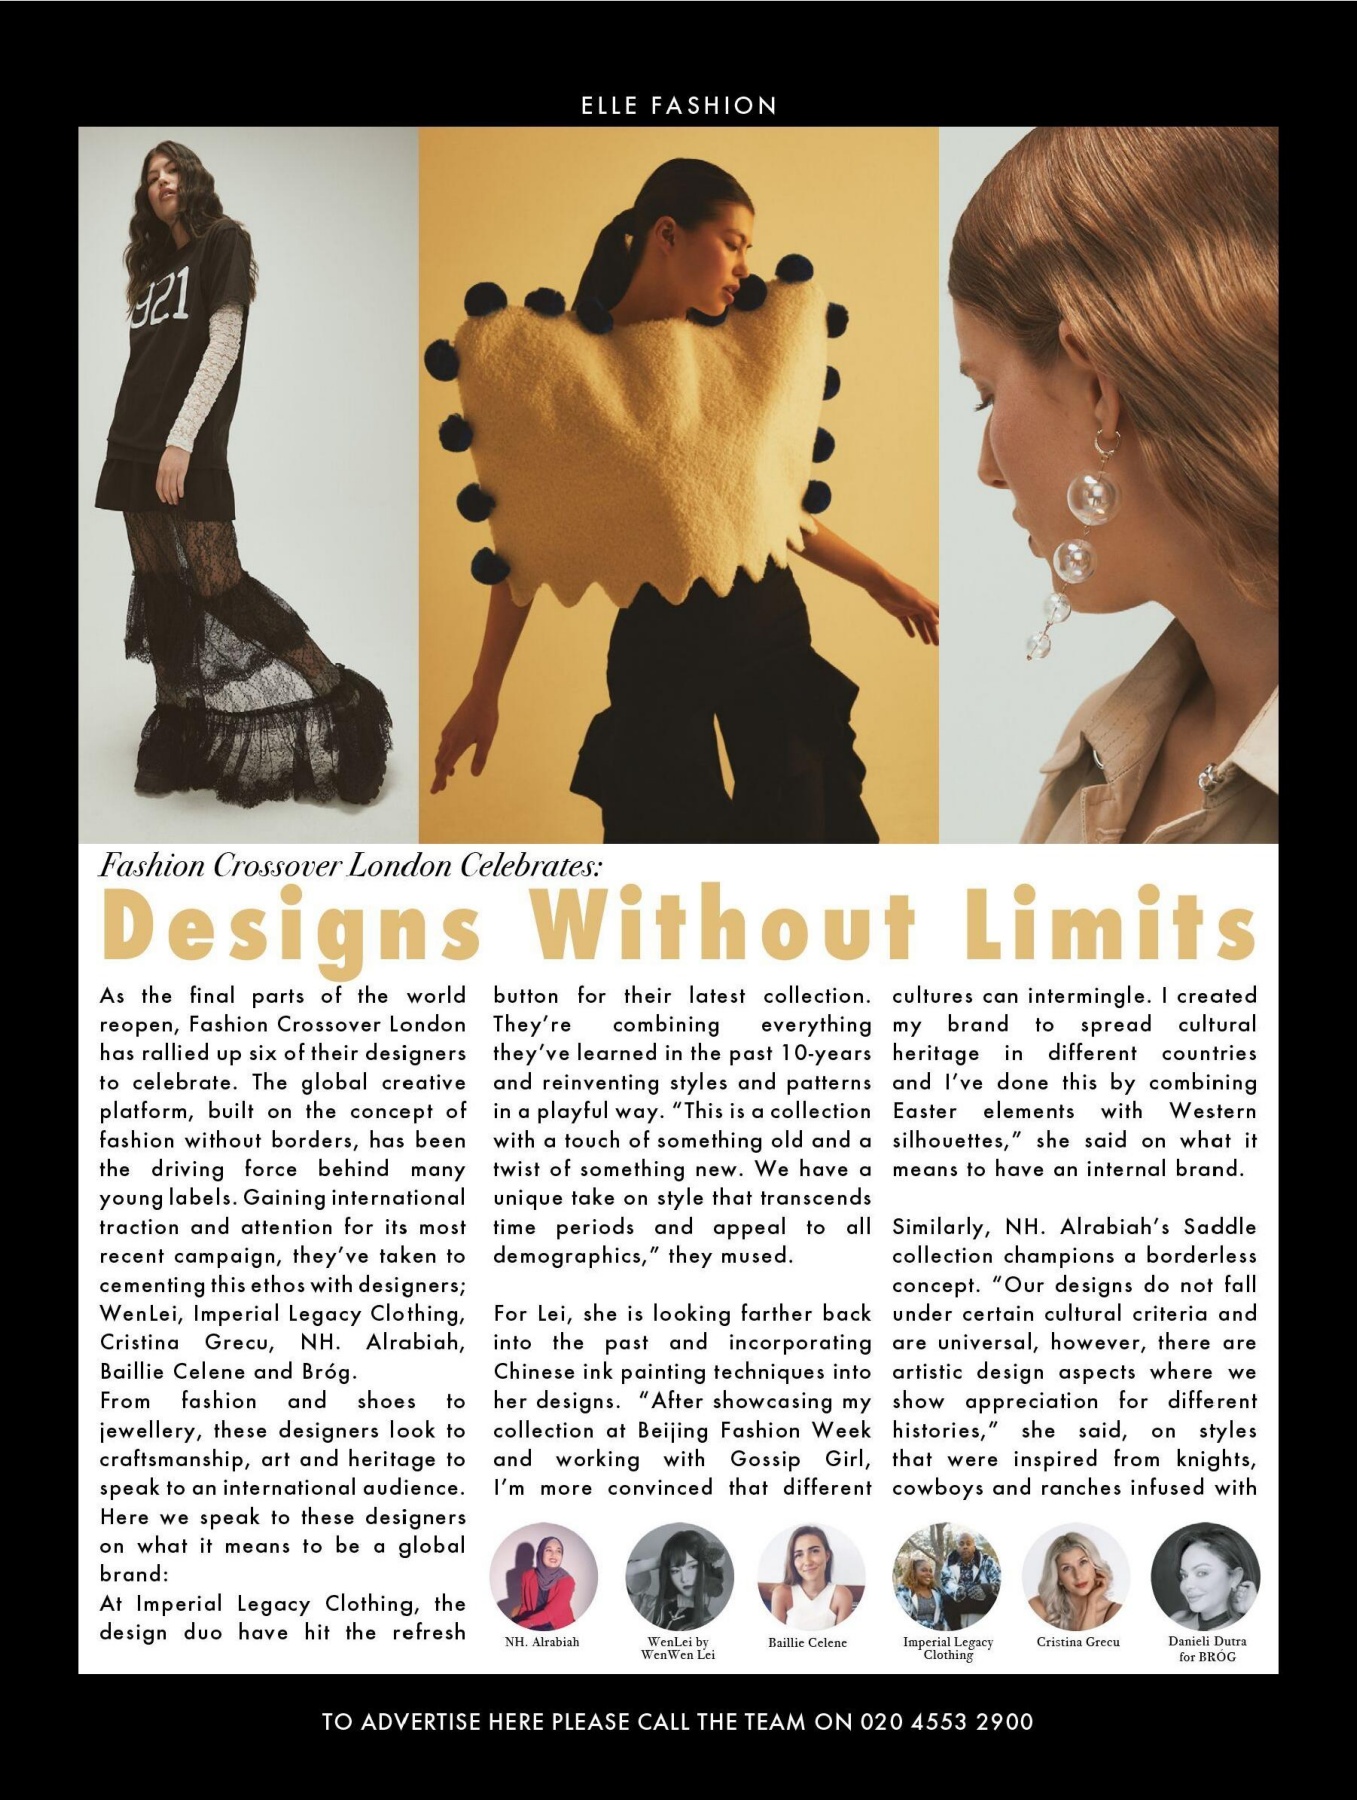 ELLE FASHION
921
Fashion Crossover London Celebrates:
Designs Without Limits
As the final parts of the world
reopen, Fashion Crossover London
has rallied up six of their designers
to celebrate. The global creative
platform, built on the concept of
fashion without borders, has been
the driving force behind many
young labels. Gaining international
traction and attention for its most
recent campaign, they've taken to
cementing this ethos with designers;
WenLei, Imperial Legacy Clothing,
Cristina Grecu, NH. Alrabiah,
Baillie Celene and Bróg.
From fashion and shoes to
jewellery, these designers look to
craftsmanship, art and heritage to
speak to an international audience.
Here we speak to these designers
on what it means to be a global
brand:
At Imperial Legacy Clothing, the
design duo have hit the refresh
button for their latest collection.
They're combining everything
they've learned in the past 10-years
and reinventing styles and patterns
in a playful way. “This is a collection
with a touch of something old and a
twist of something new. We have a
unique take on style that transcends
time periods and appeal to all
demographics,” they mused.
For Lei, she is looking farther back
into the past and incorporating
Chinese ink painting techniques into
her designs. “After showcasing my
collection at Beijing Fashion Week
and working with Gossip Girl,
I'm more convinced that different
cultures can intermingle. I created
my brand to spread cultural
heritage in different countries
and I've done this by combining
Easter elements with Western
silhouettes,” she said on what it
means to have an internal brand.
Similarly, NH. Alrabiah's Saddle
collection champions a borderless
concept. “Our designs do not fall
under certain cultural criteria and
are universal, however, there are
artistic design aspects where we
show appreciation for different
histories,” she said, on styles
that were inspired from knights,
cowboys and ranches infused with
NH. Alrabiah
WenLei by
WenWen Lei
Baillie Celene
Imperial Legacy
Clothing
Cristina Grecu
Danieli Dutra
for BRÓG
TO ADVERTISE HERE PLEASE CALL THE TEAM ON 020 4553 2900